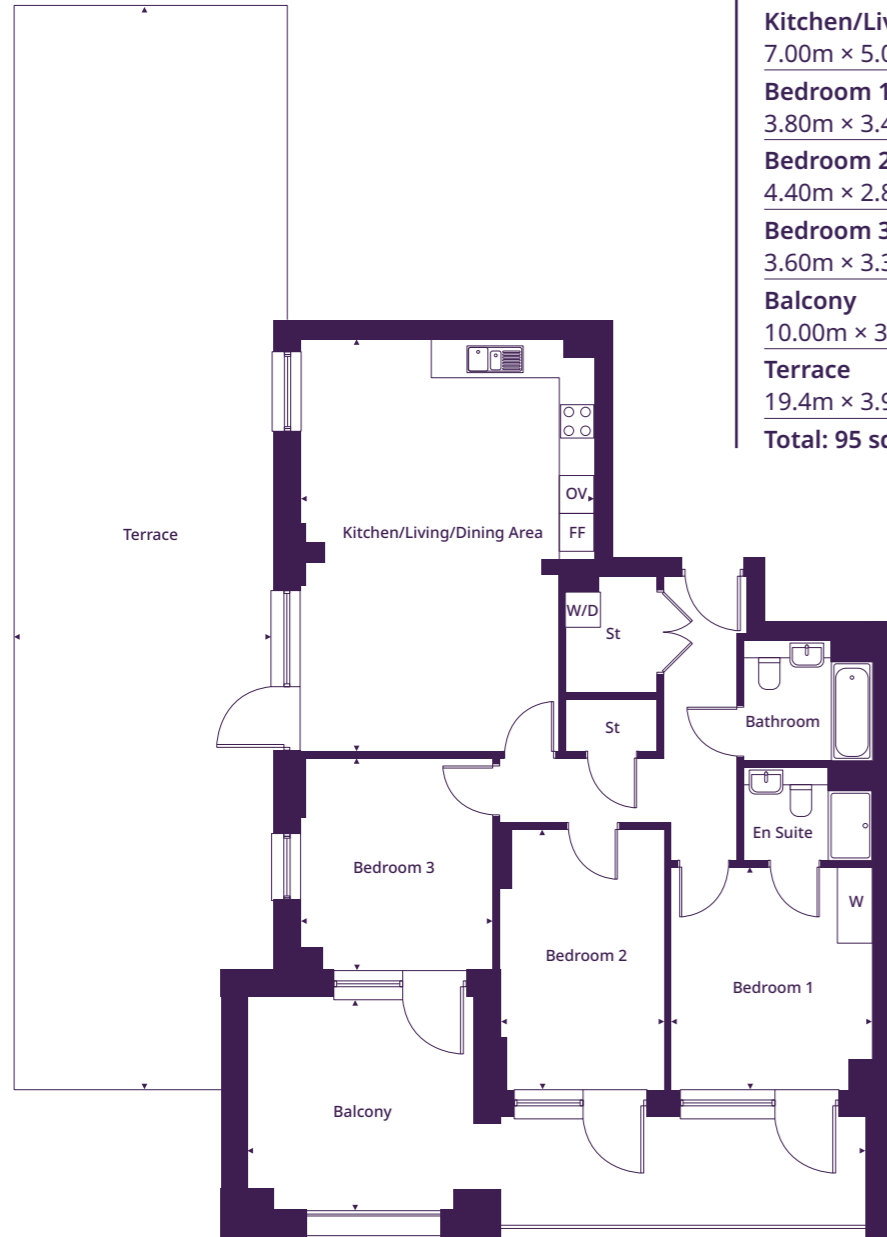 Kitchen/Liv
7.00m × 5.0
Bedroom 1
3.80m × 3.4
Bedroom 2
4.40m × 2.8
Bedroom 3
3.60m × 3.3
Balcony
10.00m × 3
Terrace
19.4m × 3.9
Total: 95 sq
Terrace
Kitchen/Living/Dining Area
OV
FF
W/D
St
St
Bathroom
En Suite
W
Bedroom 3
Bedroom 2
Bedroom 1
Balcony